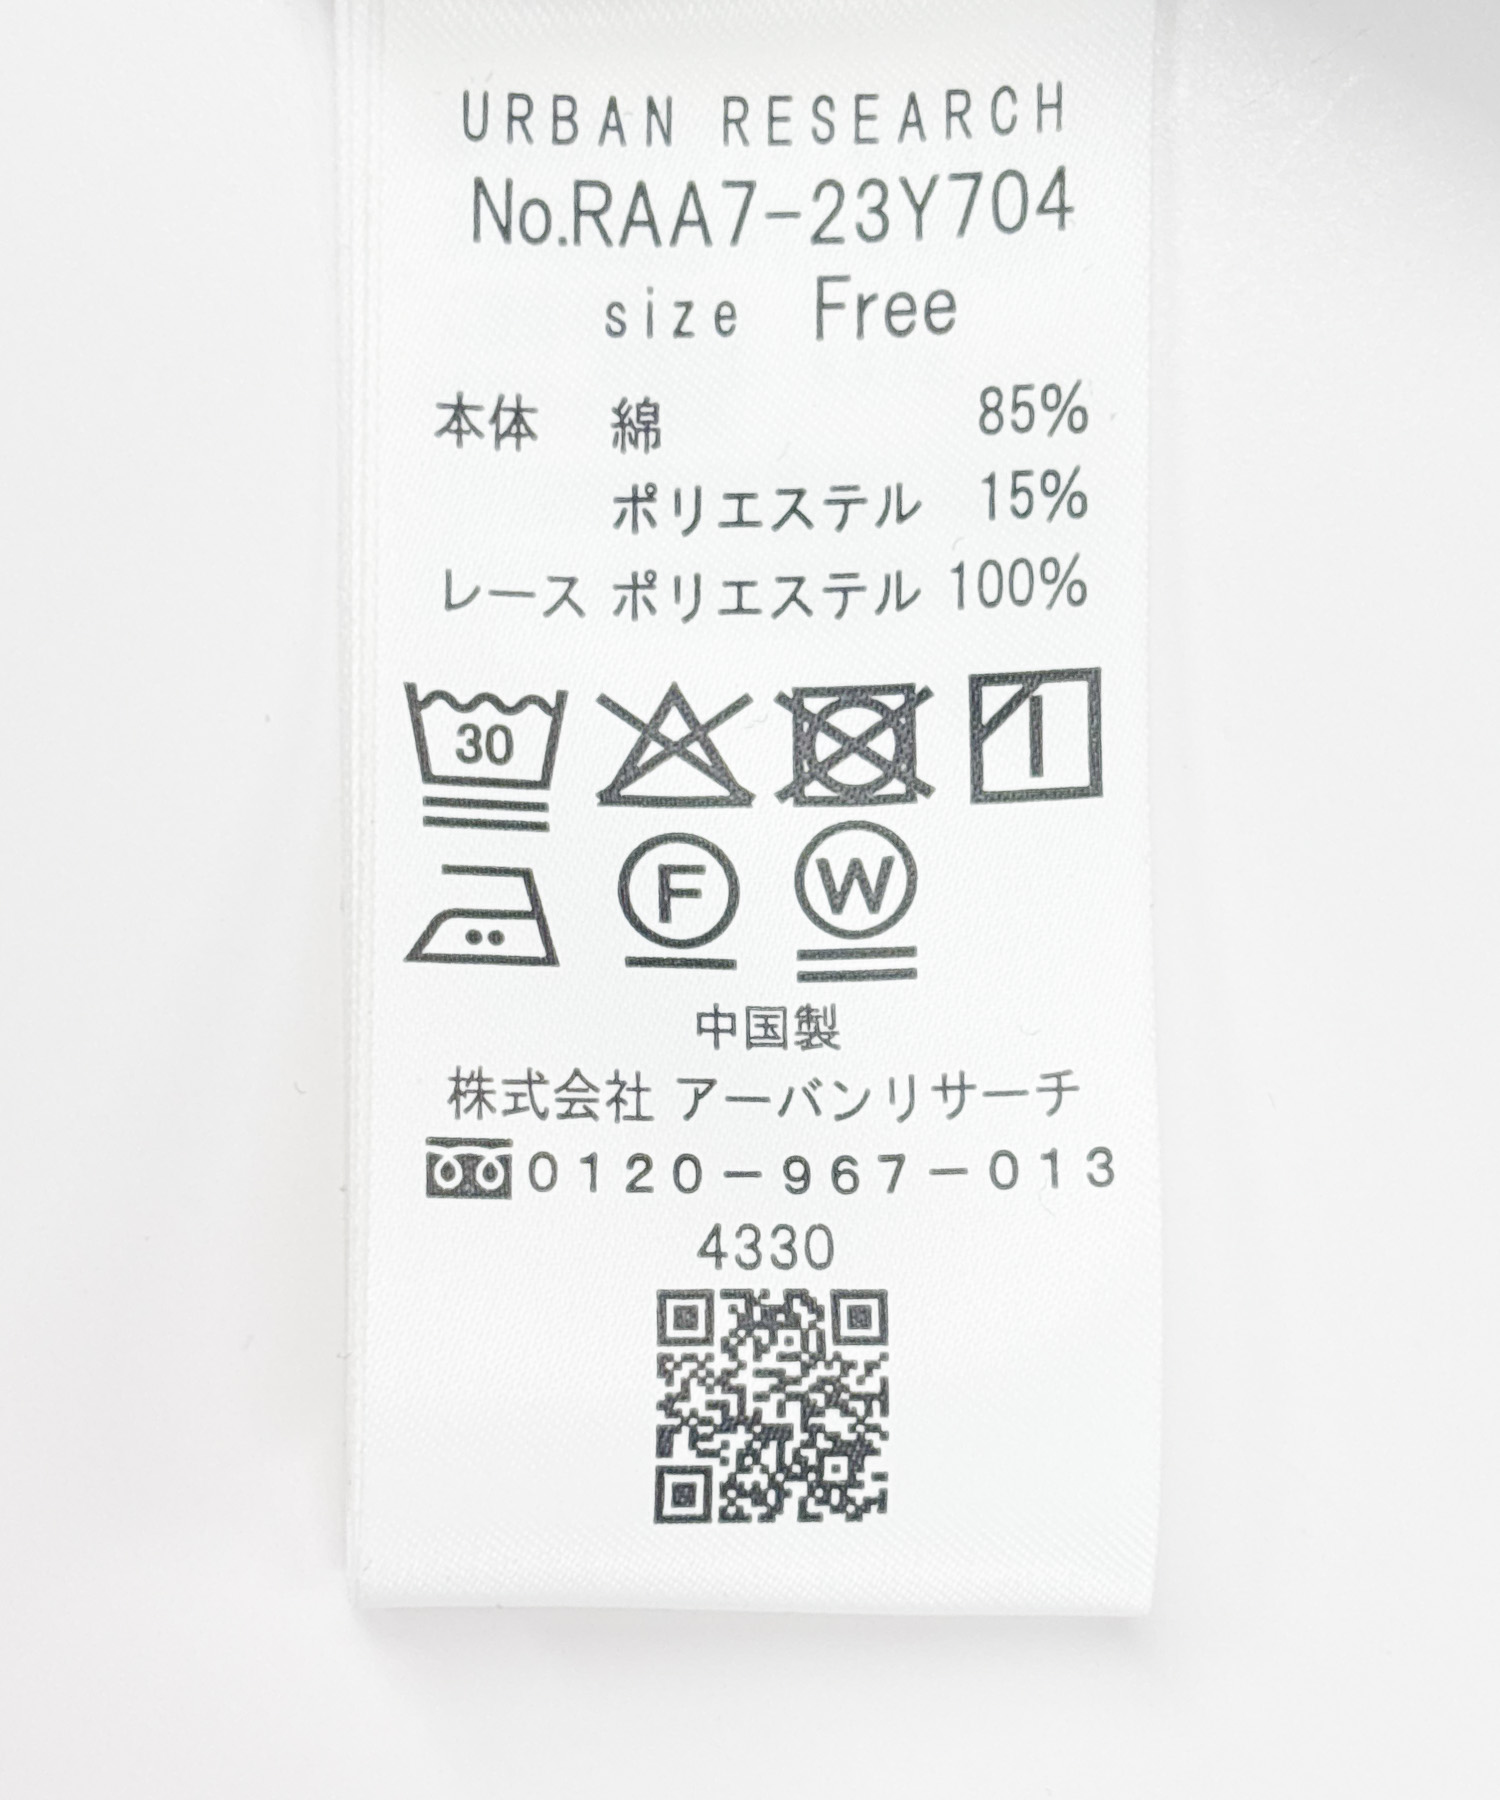 URBAN RESEARCH
No.RAA7-23Y704
size Free
本体 綿 85%
ポリエステル 15%
レース ポリエステル 100%
30
F W
中国製
株式会社 アーバンリサーチ
0120-967-013
4330